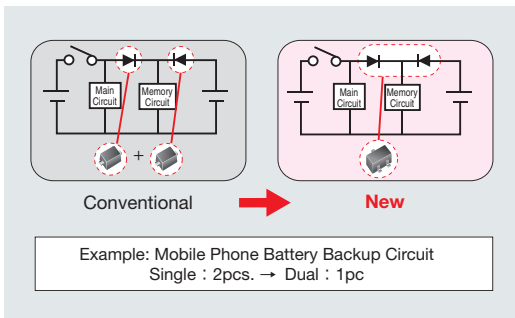 Main Circuit
Memory Circuit
Main Circuit
Memory Circuit
+
Conventional
New
Example: Mobile Phone Battery Backup Circuit
Single : 2pcs. → Dual : 1pc